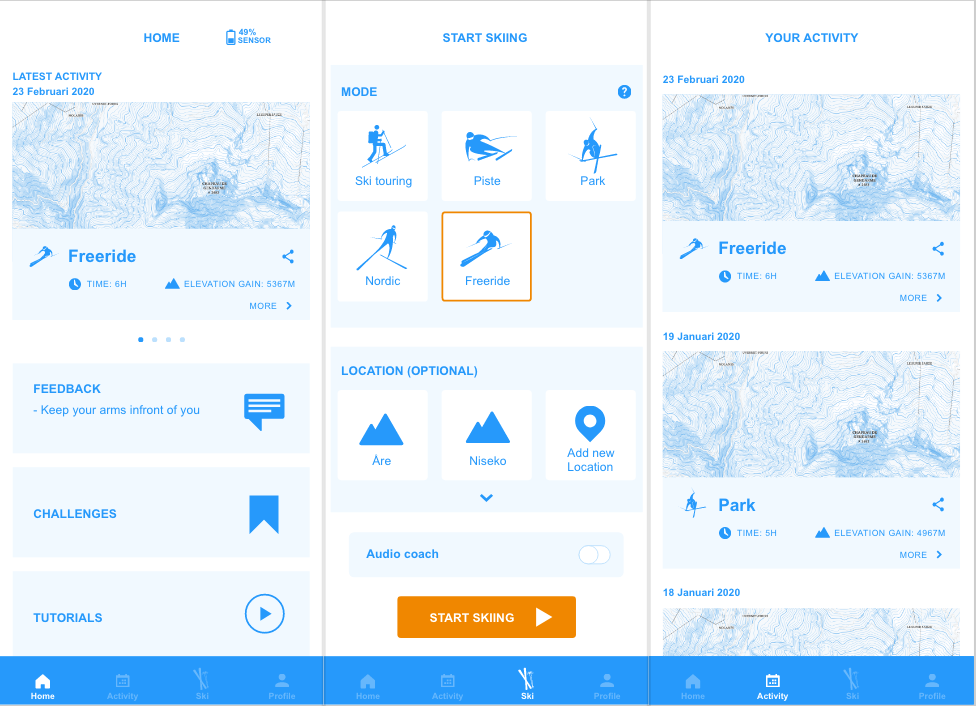 HOME
49%
SENSOR
LATEST ACTIVITY
23 Februari 2020
Freeride
TIME: 6H
ELEVATION GAIN: 5367M
MORE
FEEDBACK
- Keep your arms infront of you
CHALLENGES
TUTORIALS
Home
Activity
Ski
Profile
START SKIING
MODE
?
Ski touring
Piste
Park
Nordic
Freeride
LOCATION (OPTIONAL)
Åre
Niseko
Add new
Location
Audio coach
START SKIING
Home
Activity
Ski
Profile
YOUR ACTIVITY
23 Februari 2020
Freeride
TIME: 6H
ELEVATION GAIN: 5367M
MORE
19 Januari 2020
Park
TIME: 5H
ELEVATION GAIN: 4967M
MORE
18 Januari 2020
Home
Activity
Ski
Profile